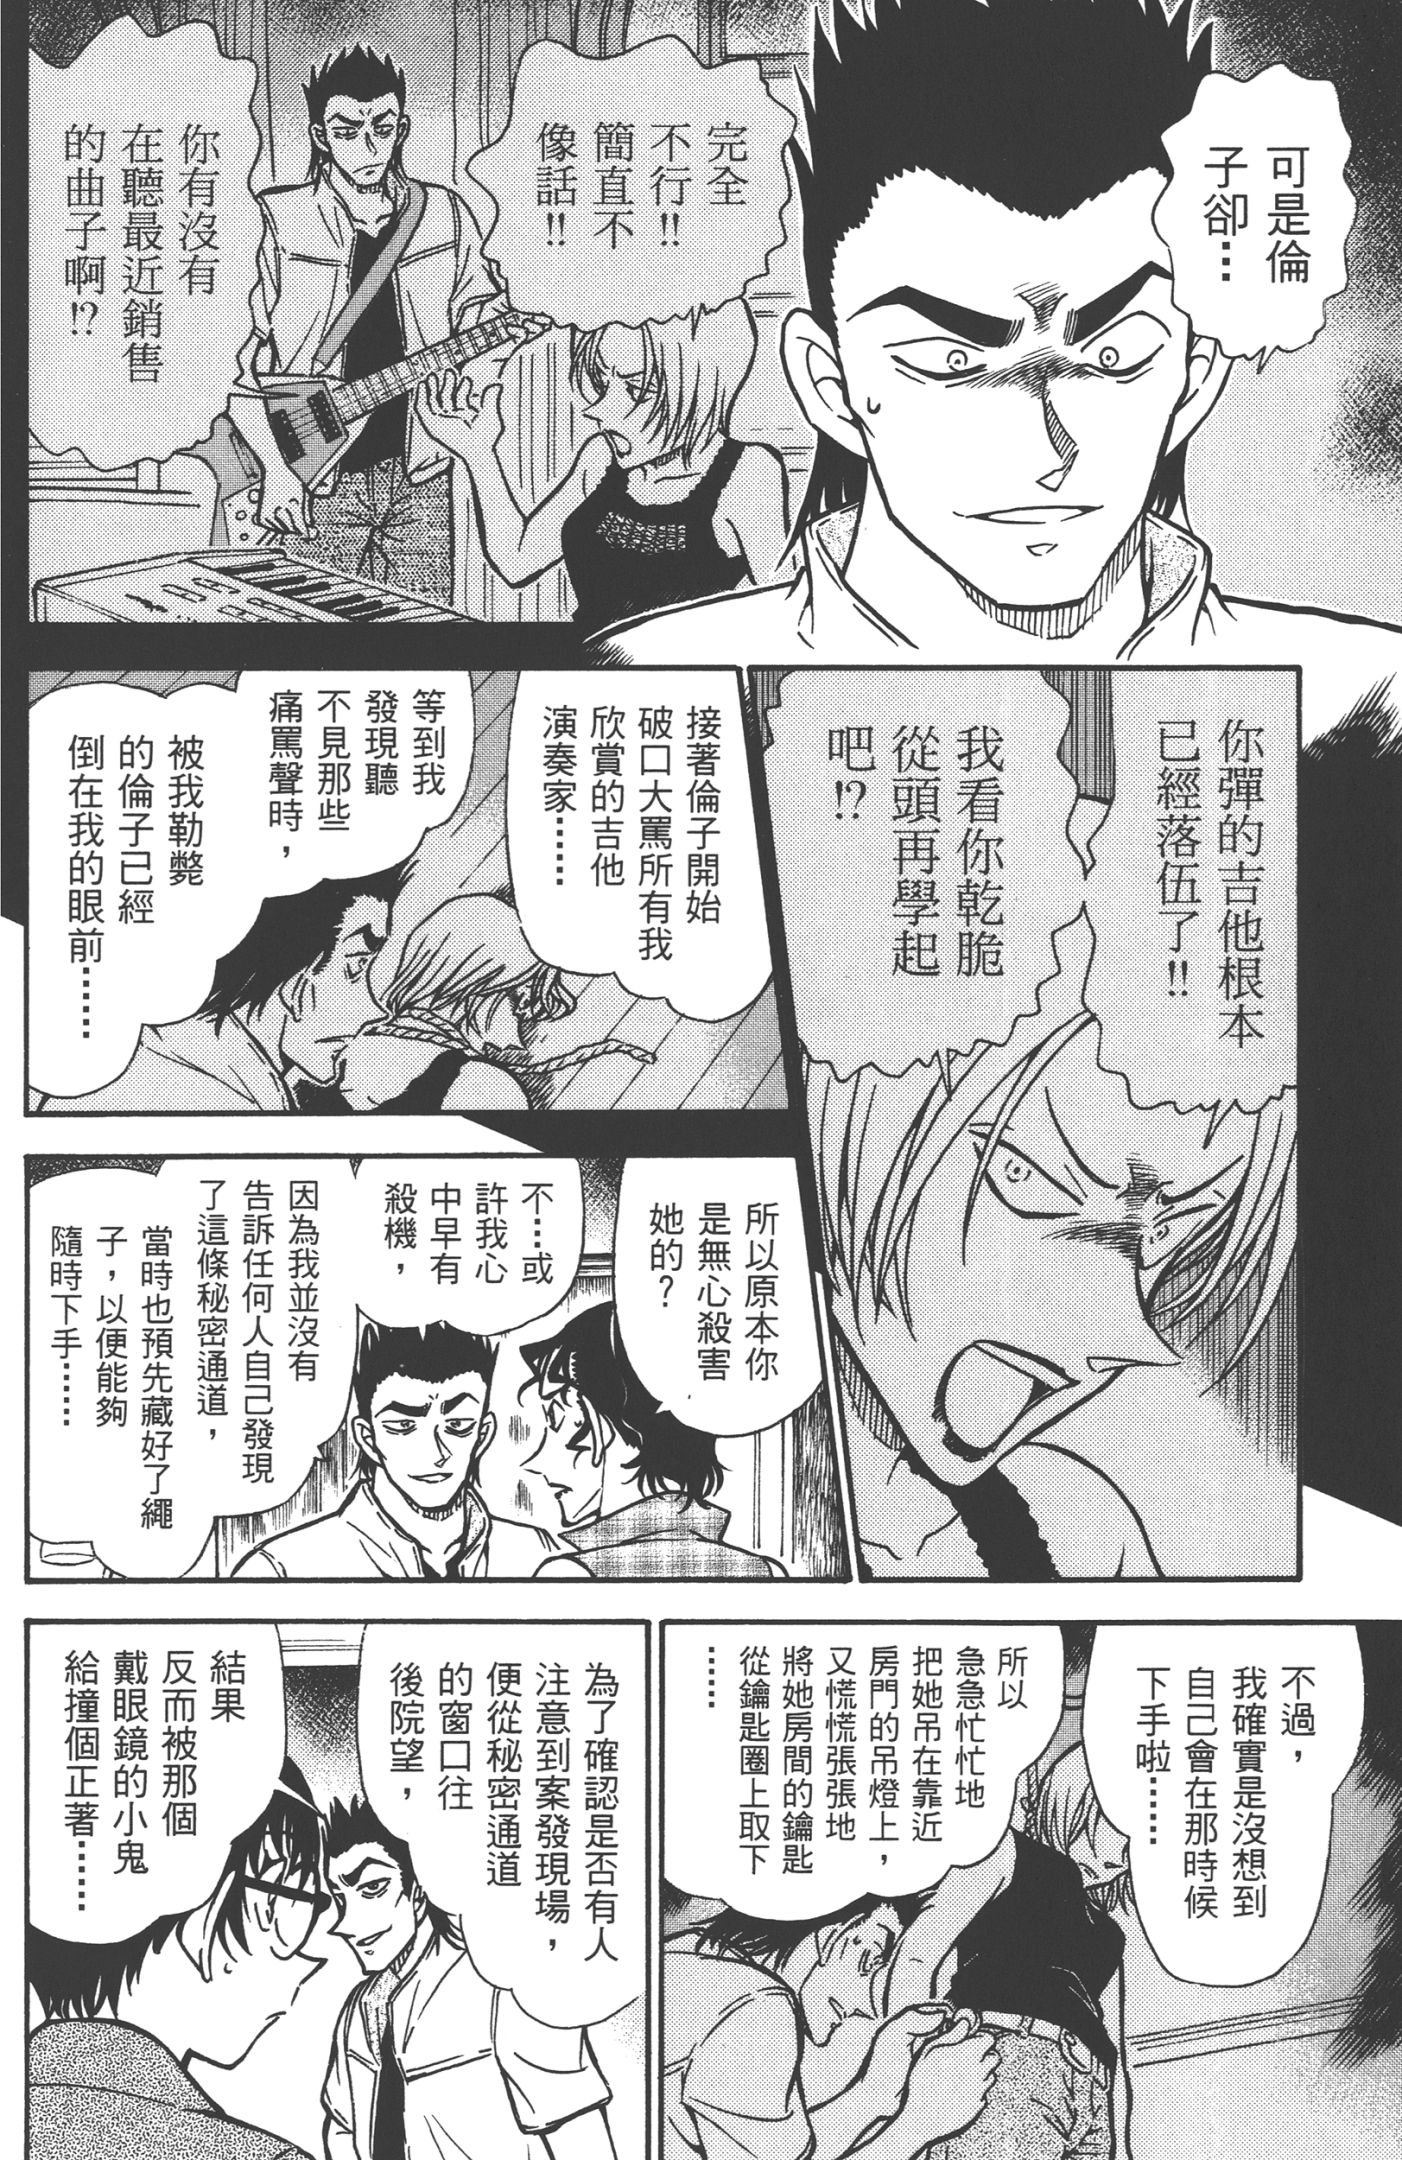 可是倫
子卻…
完全
不行!!
簡直不
像話!!
你有沒有
在聽最近銷售
的曲子啊!?
你彈的吉他根本
已經落伍了!!
我看你乾脆
從頭再學起
吧!?
接著倫子開始
破口大罵所有我
欣賞的吉他
演奏家……
等到我
發現聽
不見那些
痛罵聲時，
被我勒斃
的倫子已經
倒在我的眼前……
所以原本你
是無心殺害
她的?
不…或
許我心
中早有
殺機，
因為我並沒有
告訴任何人自己發現
了這條秘密通道，
當時也預先藏好了繩
子，以便能夠
隨時下手……
不過，
我確實是沒想到
自己會在那時候
下手啦……
所以
急急忙忙地
把她吊在靠近
房門的吊燈上，
又慌慌張張地
將她房間的鑰匙
從鑰匙圈上取下
……
為了確認是否有人
注意到案發現場，
便從秘密通道
的窗口往
後院望，
結果
反而被那個
戴眼鏡的小鬼
給撞個正著……